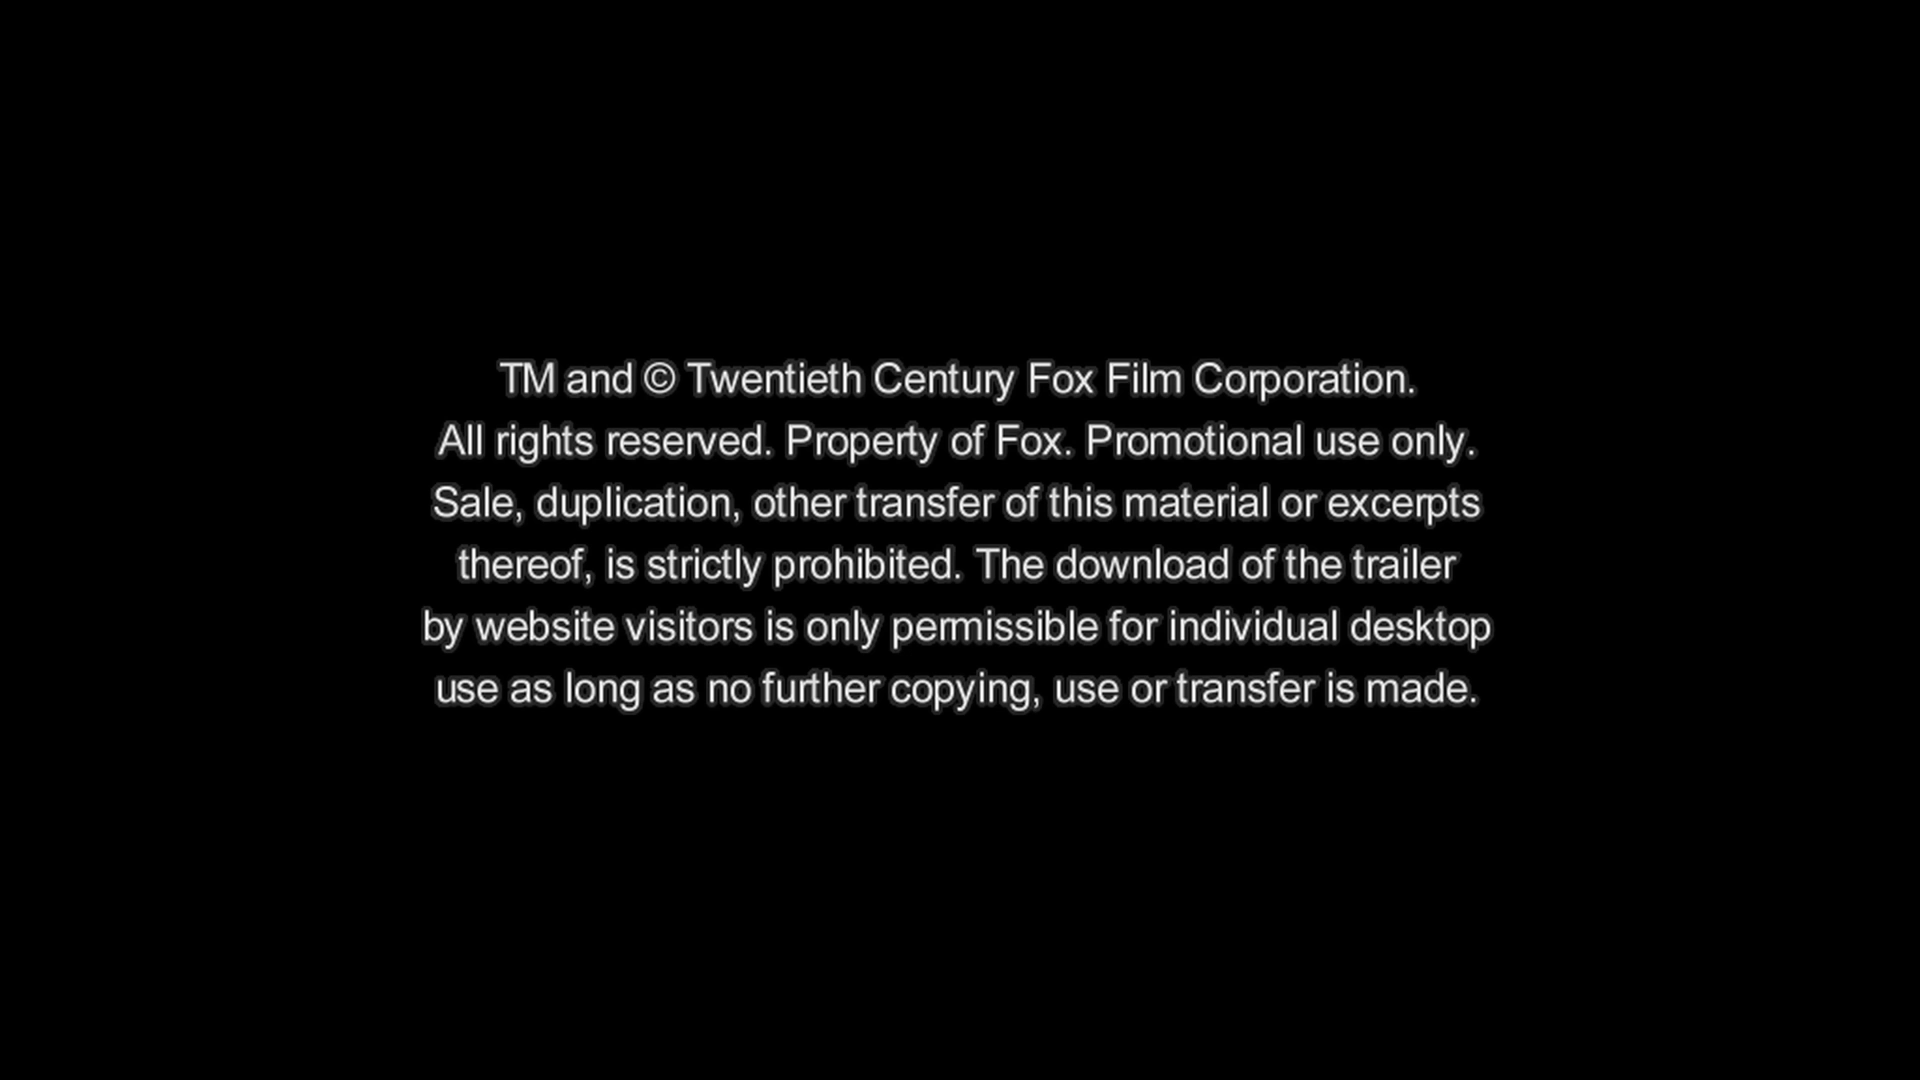 TM and © Twentieth Century Fox Film Corporation.
All rights reserved. Property of Fox. Promotional use only.
Sale, duplication, other transfer of this material or excerpts
thereof, is strictly prohibited. The download of the trailer
by website visitors is only permissible for individual desktop
use as long as no further copying, use or transfer is made.